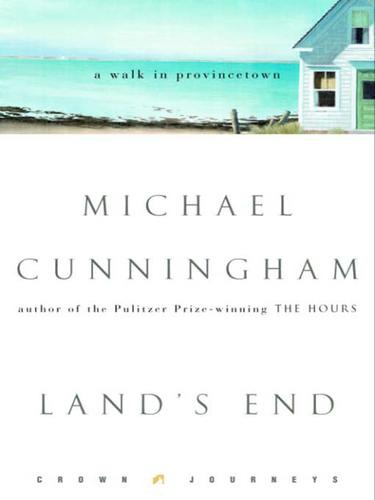 a walk in provincetown
MICHAEL
CUNNINGHAM
author of the Pulitzer Prize-winning THE HOURS
LAND'S END
CROWN JOURNEYS